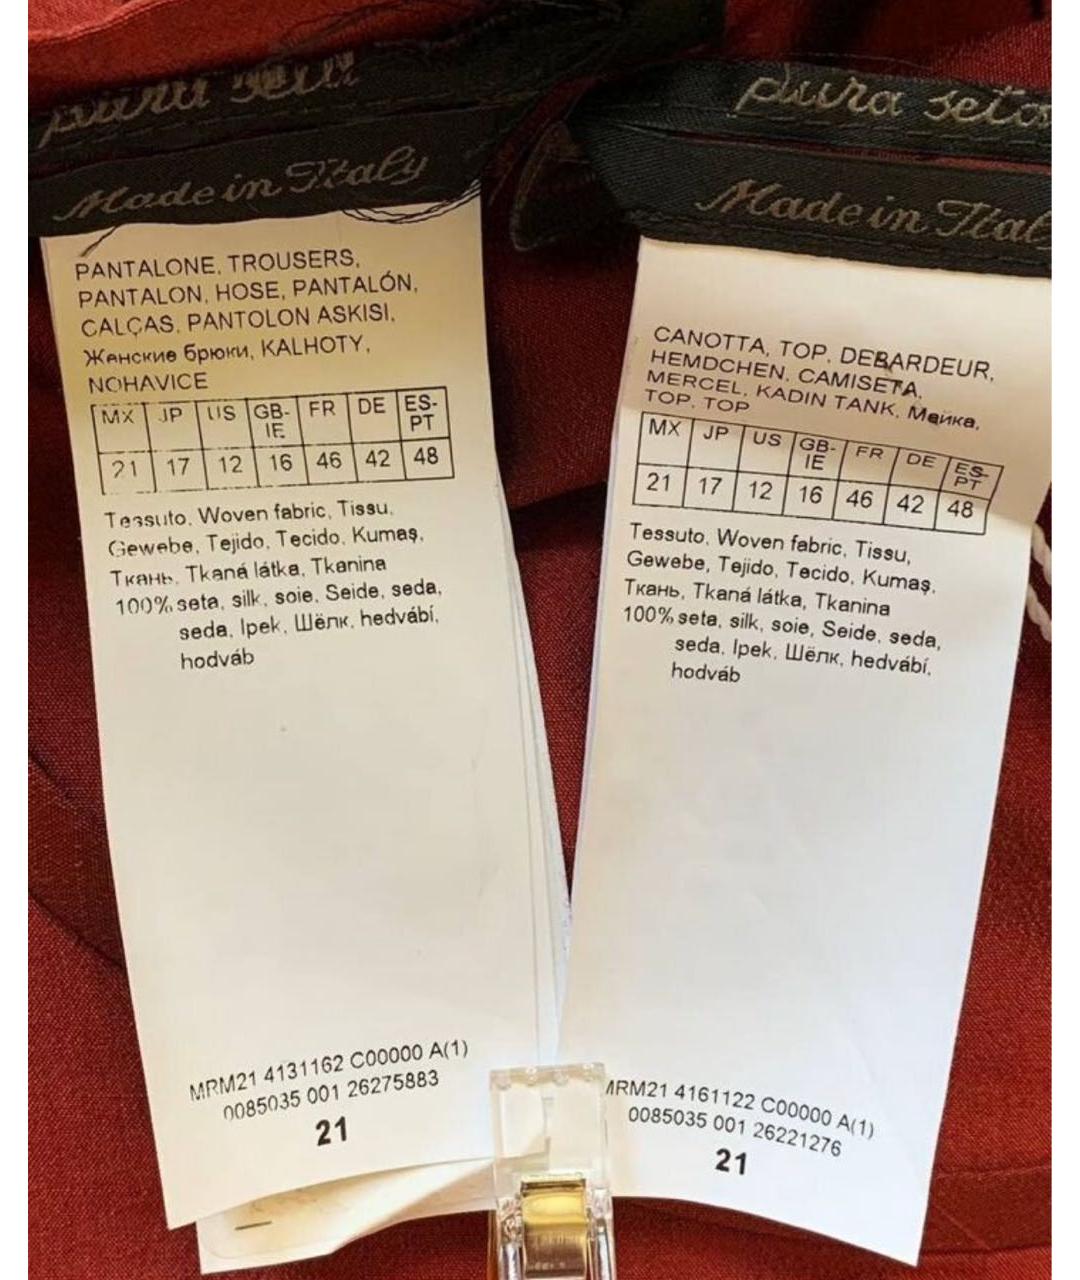 pura seta
Made in Italy
PANTALONE, TROUSERS,
PANTALON, HOSE, PANTALÓN,
CALÇAS, PANTOLON ASKISI,
Женские брюки, KALHOTY,
NOHAVICE
MX JP US GB-IE FR DE ES-PT
21 17 12 16 46 42 48
Tessuto, Woven fabric, Tissu,
Gewebe, Tejido, Tecido, Kumaş,
Ткань, Tkaná látka, Tkanina
100% seta, silk, soie, Seide, seda,
seda, Ipek, Шёлк, hedvábí,
hodváb
MRM21 4131162 C00000 A(1)
0085035 001 26275883
21
pura seta
Made in Ital
CANOTTA, TOP, DEBARDEUR,
HEMDCHEN, CAMISETA,
MERCEL, KADIN TANK, Майка,
TOP, TOP
MX JP US GB-IE FR DE ES-PT
21 17 12 16 46 42 48
Tessuto, Woven fabric, Tissu,
Gewebe, Tejido, Tecido, Kumaş,
Ткань, Tkaná látka, Tkanina
100% seta, silk, soie, Seide, seda,
seda, Ipek, Шёлк, hedvábí,
hodváb
MRM21 4161122 C00000 A(1)
0085035 001 26221276
21